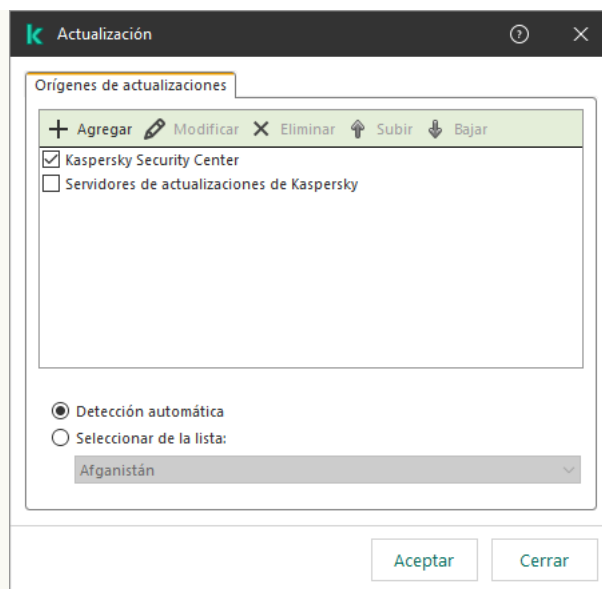 Actualización
Orígenes de actualizaciones
Agregar Modificar Eliminar Subir Bajar
Kaspersky Security Center
Servidores de actualizaciones de Kaspersky
Detección automática
Seleccionar de la lista:
Afganistán
Aceptar Cerrar